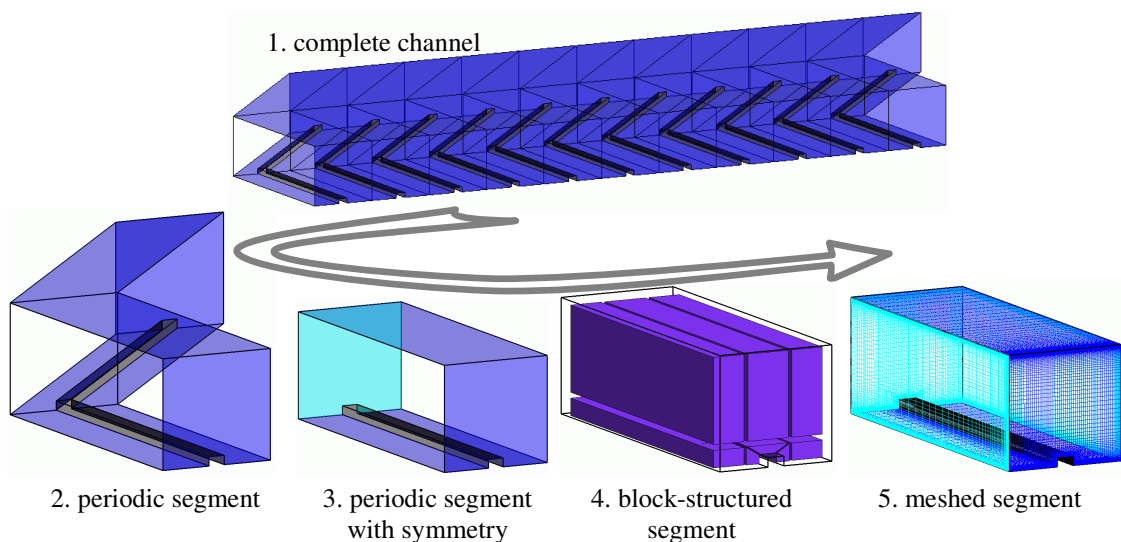 1. complete channel
2. periodic segment
3. periodic segment
with symmetry
4. block-structured
segment
5. meshed segment